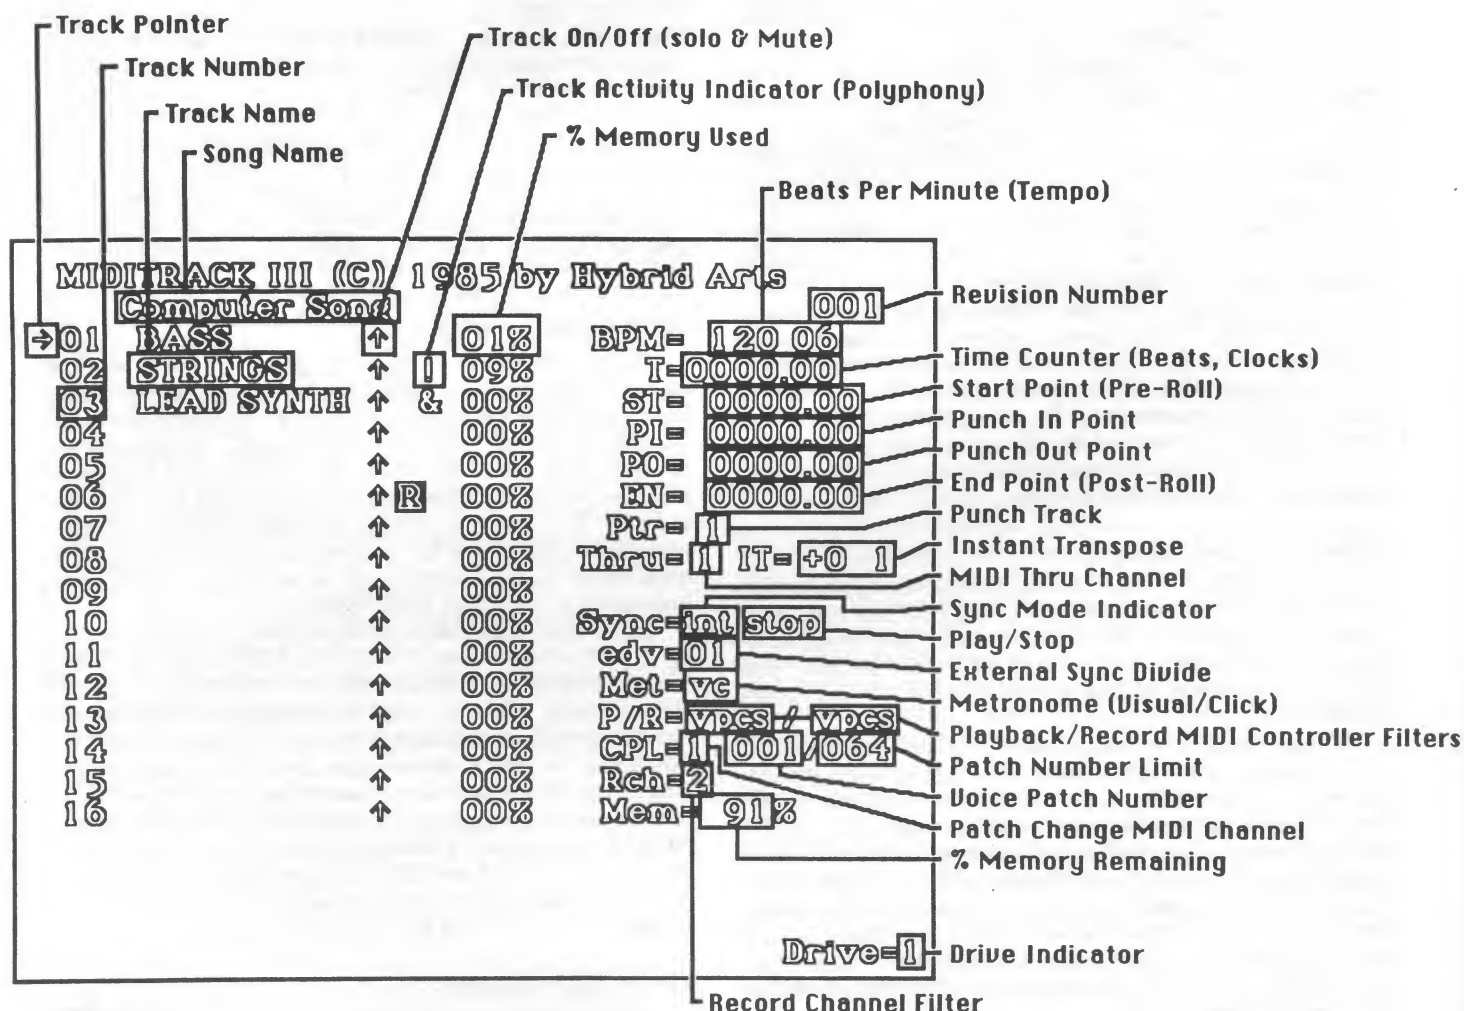 Track Pointer
Track On/Off (solo & Mute)
Track Number
Track Activity Indicator (Polyphony)
Track Name
% Memory Used
Song Name
Beats Per Minute (Tempo)
MIDITRACK III (C) 1985 by Hybrid Arts
Computer Song 001 Revision Number
→ 01 BASS ↑ 01% BPM= 120 06
02 STRINGS ↑ ! 09% T= 0000.00 Time Counter (Beats, Clocks)
03 LEAD SYNTH ↑ & 00% ST= 0000.00 Start Point (Pre-Roll)
04 ↑ 00% PI= 0000.00 Punch In Point
05 ↑ 00% PO= 0000.00 Punch Out Point
06 ↑ R 00% EN= 0000.00 End Point (Post-Roll)
07 ↑ 00% Ptr= 1 Punch Track
08 ↑ 00% Thru= 1 IT= +0 1 Instant Transpose
09 ↑ 00% MIDI Thru Channel
Sync Mode Indicator
10 ↑ 00% Sync= int stop Play/Stop
11 ↑ 00% edv= 01 External Sync Divide
12 ↑ 00% Met= vc Metronome (Visual/Click)
13 ↑ 00% P/R= vpcs / vpcs Playback/Record MIDI Controller Filters
14 ↑ 00% CPL= 1 001/064 Patch Number Limit
15 ↑ 00% Rch= 2 Voice Patch Number
16 ↑ 00% Mem= 91% Patch Change MIDI Channel
% Memory Remaining
Drive= 1 Drive Indicator
Record Channel Filter